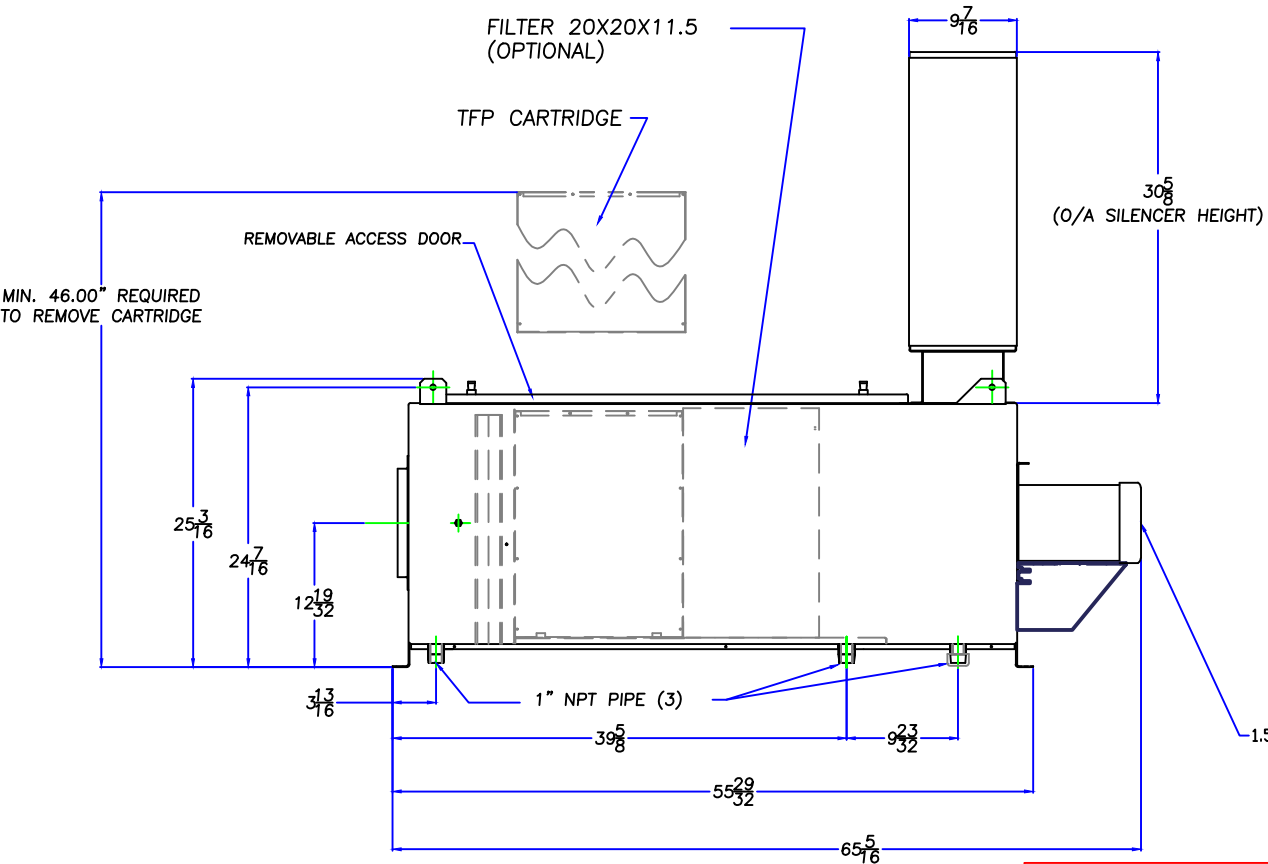 9 7/16
FILTER 20X20X11.5
(OPTIONAL)
TFP CARTRIDGE
30 5/8
(O/A SILENCER HEIGHT)
REMOVABLE ACCESS DOOR
MIN. 46.00" REQUIRED
TO REMOVE CARTRIDGE
25 3/16
24 7/16
12 19/32
3 13/16
1" NPT PIPE (3)
39 5/8
9 23/32
1.5
55 29/32
65 5/16